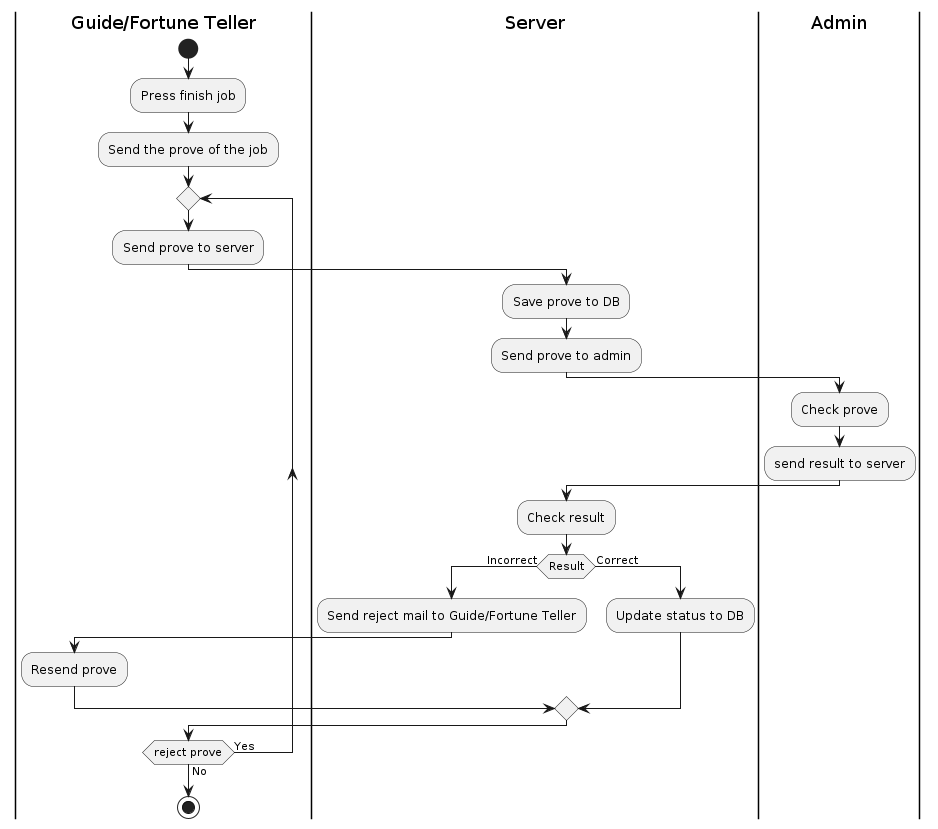 Guide/Fortune Teller
Server
Admin
Press finish job
Send the prove of the job
Send prove to server
Save prove to DB
Send prove to admin
Check prove
send result to server
Check result
Incorrect
Result
Correct
Send reject mail to Guide/Fortune Teller
Update status to DB
Resend prove
reject prove
Yes
No